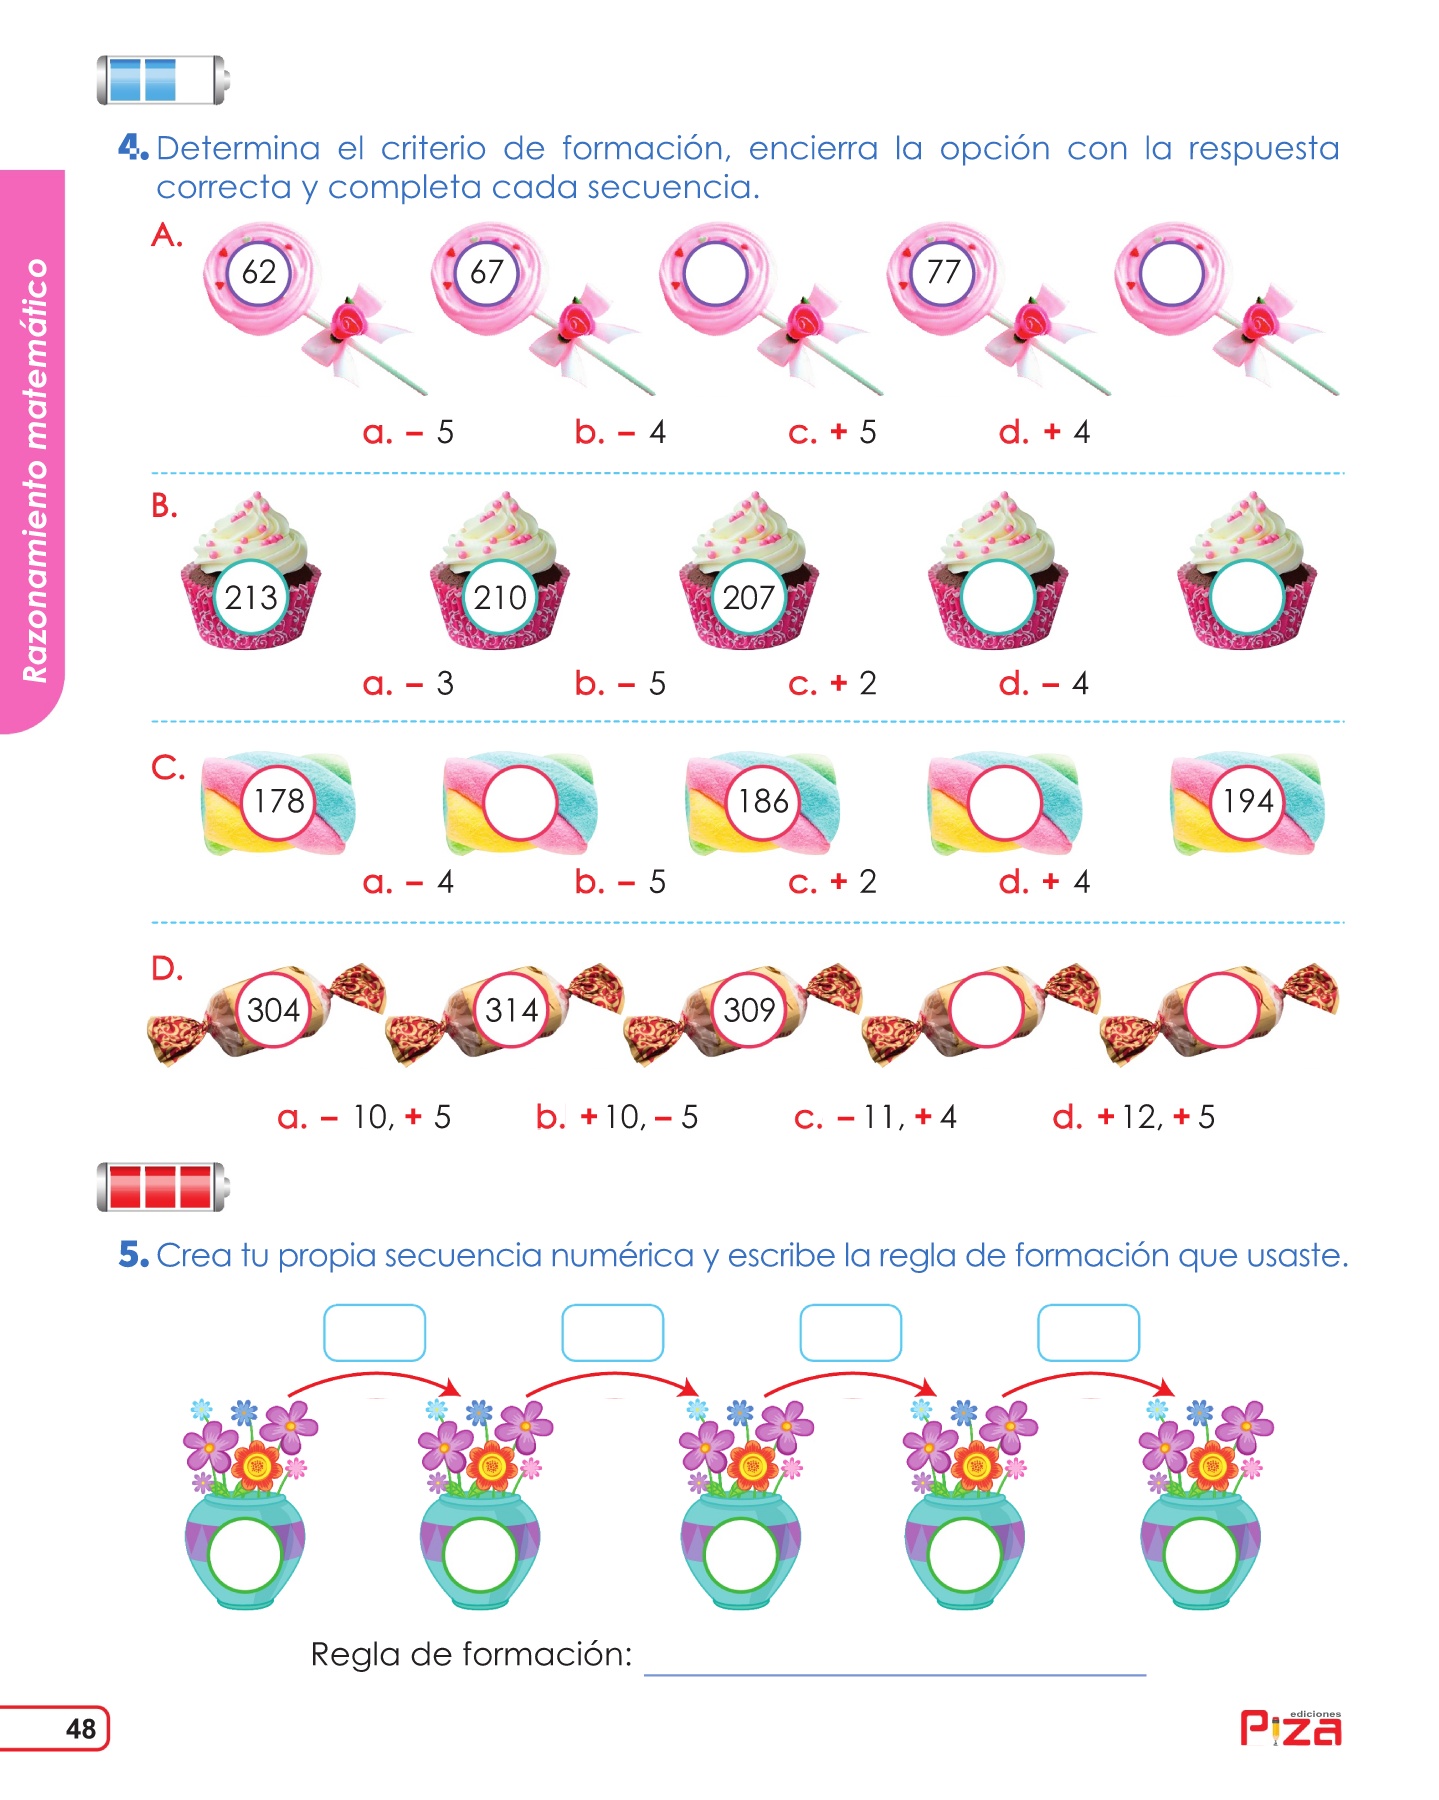 4. Determina el criterio de formación, encierra la opción con la respuesta
correcta y completa cada secuencia.
Razonamiento matemático
A.
62 67 77
a. – 5 b. – 4 c. + 5 d. + 4
B.
213 210 207
a. – 3 b. – 5 c. + 2 d. – 4
C.
178 186 194
a. – 4 b. – 5 c. + 2 d. + 4
D.
304 314 309
a. – 10, + 5 b. + 10, – 5 c. – 11, + 4 d. + 12, + 5
5. Crea tu propia secuencia numérica y escribe la regla de formación que usaste.
Regla de formación:
48
ediciones
Piza